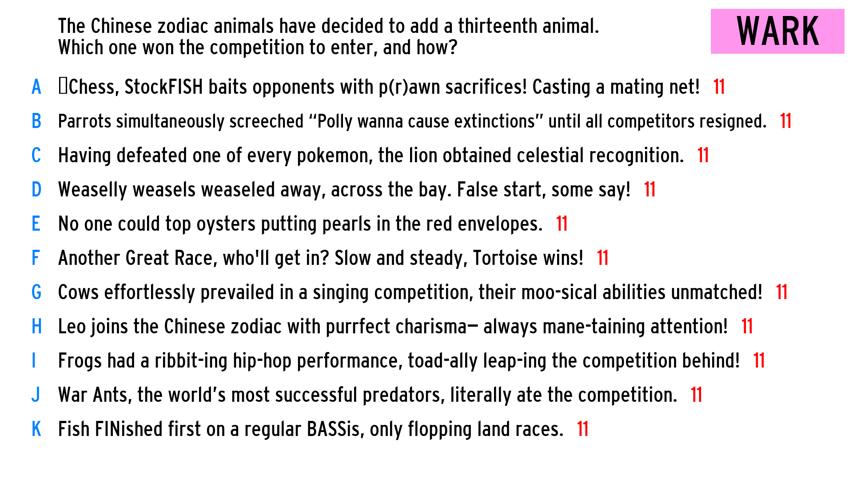 The Chinese zodiac animals have decided to add a thirteenth animal.
Which one won the competition to enter, and how?
WARK
A ▯Chess, StockFISH baits opponents with p(r)awn sacrifices! Casting a mating net! 11
B Parrots simultaneously screeched “Polly wanna cause extinctions” until all competitors resigned. 11
C Having defeated one of every pokemon, the lion obtained celestial recognition. 11
D Weaselly weasels weaseled away, across the bay. False start, some say! 11
E No one could top oysters putting pearls in the red envelopes. 11
F Another Great Race, who'll get in? Slow and steady, Tortoise wins! 11
G Cows effortlessly prevailed in a singing competition, their moo-sical abilities unmatched! 11
H Leo joins the Chinese zodiac with purrfect charisma— always mane-taining attention! 11
I Frogs had a ribbit-ing hip-hop performance, toad-ally leap-ing the competition behind! 11
J War Ants, the world’s most successful predators, literally ate the competition. 11
K Fish FINished first on a regular BASSis, only flopping land races. 11